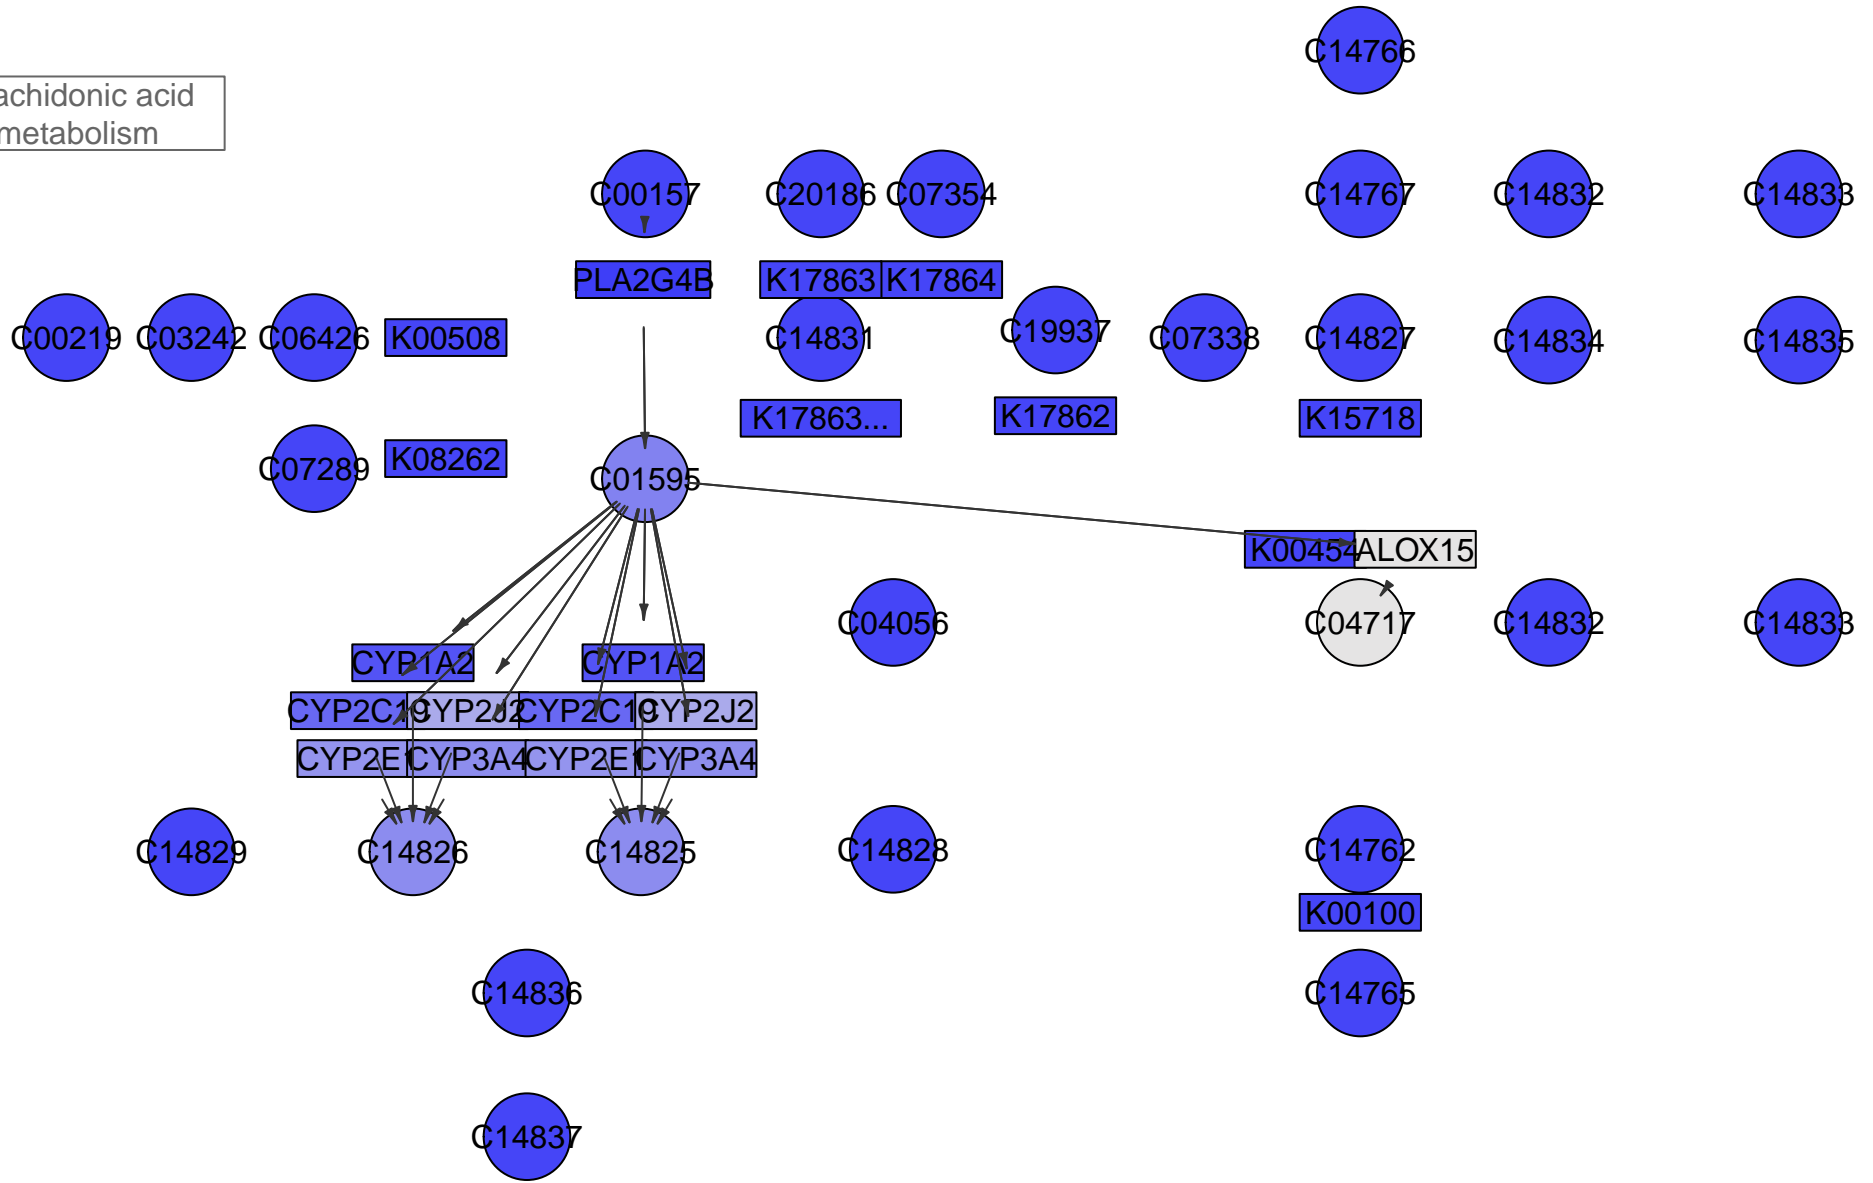 C14766
achidonic acid
metabolism
C00157
C20186
C07354
C14767
C14832
C14833
PLA2G4B
K17863
K17864
C00219
C03242
C06426
K00508
C14831
C19937
C07338
C14827
C14834
C14835
K17863...
K17862
K15718
C07289
K08262
C01595
K00454
ALOX15
C04056
C04717
C14832
C14833
CYP1A2
CYP1A2
CYP2C19
CYP2J2
CYP2C19
CYP2J2
CYP2E1
CYP3A4
CYP2E1
CYP3A4
C14829
C14826
C14825
C14828
C14762
K00100
C14836
C14765
C14837